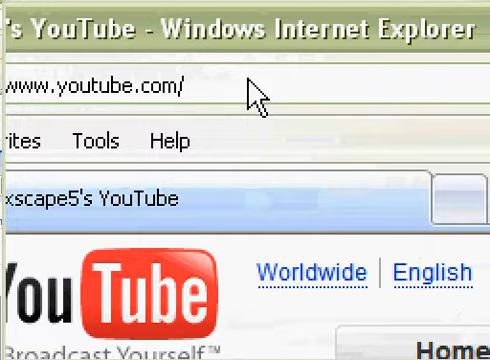 's YouTube - Windows Internet Explorer
www.youtube.com/
rites Tools Help
xscape5's YouTube
YouTube
Worldwide English
Broadcast Yourself™
Home